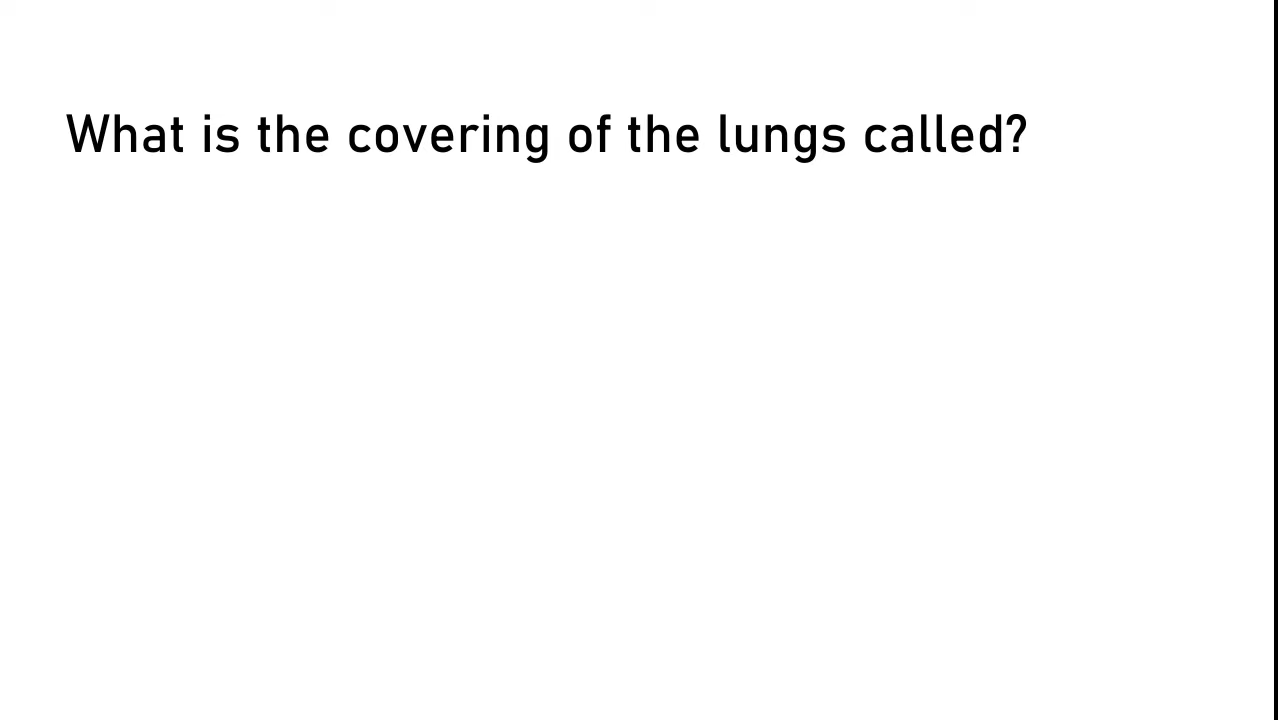 What is the covering of the lungs called?